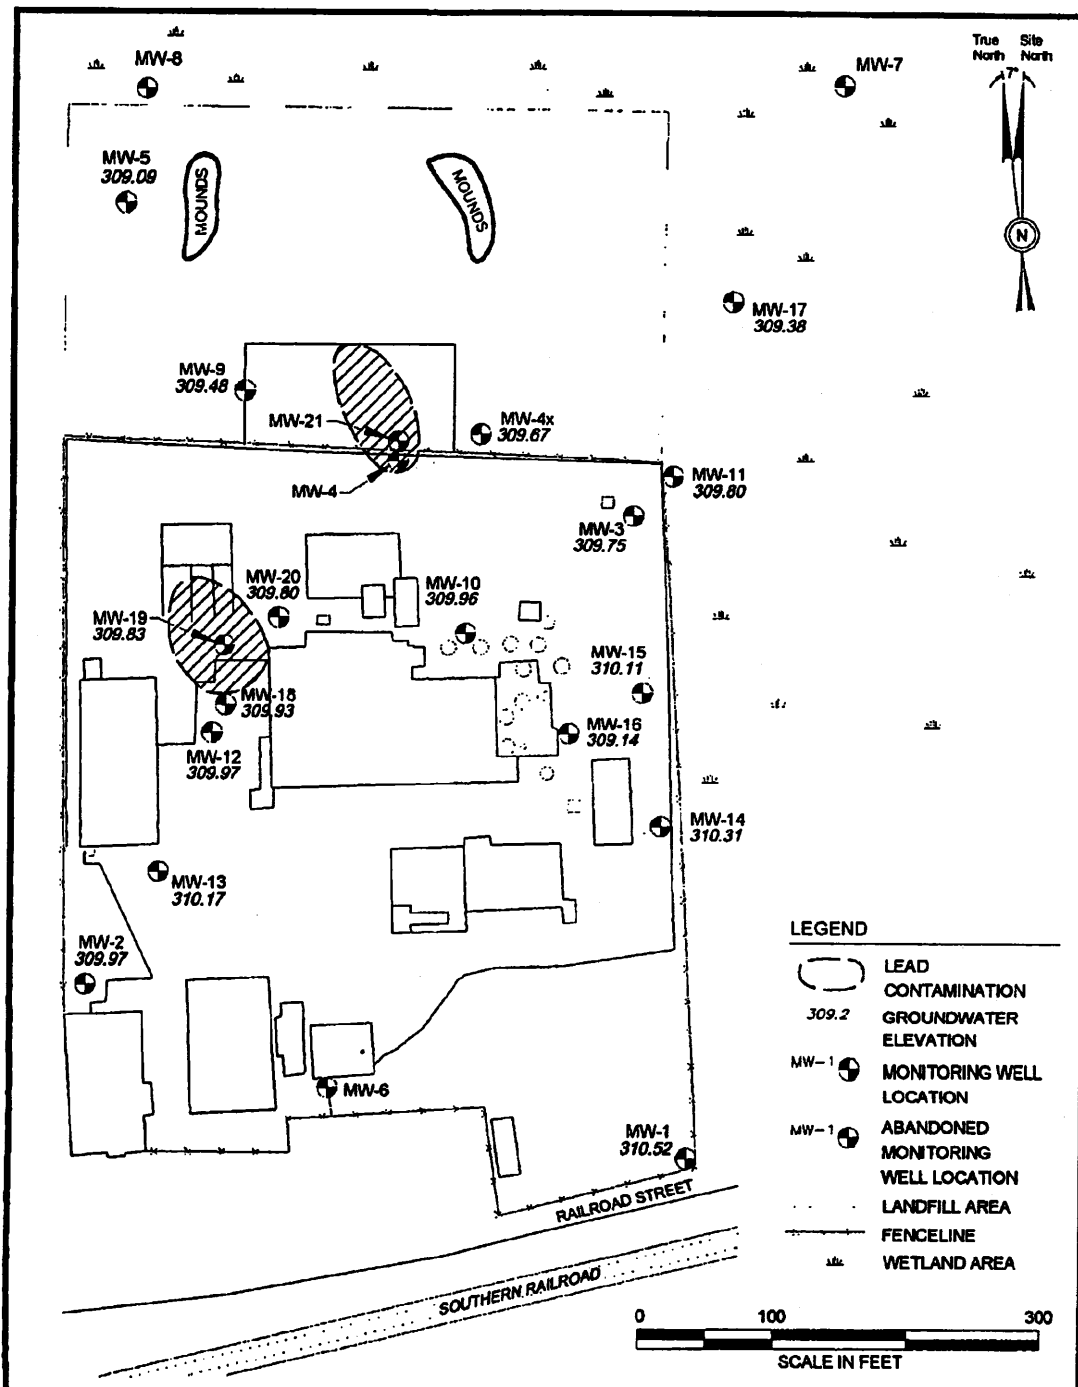 True North
Site North
7°
MW-8
MW-7
MW-5
309.09
MOUNDS
MOUNDS
N
MW-17
309.38
MW-9
309.48
MW-21
MW-4x
309.67
MW-4
MW-11
309.80
MW-3
309.75
MW-20
309.80
MW-10
309.96
MW-19
309.83
MW-15
310.11
MW-18
309.93
MW-16
309.14
MW-12
309.97
MW-14
310.31
MW-13
310.17
MW-2
309.97
MW-6
MW-1
310.52
RAILROAD STREET
SOUTHERN RAILROAD
LEGEND
LEAD
CONTAMINATION
309.2 GROUNDWATER
ELEVATION
MW-1 MONITORING WELL
LOCATION
MW-1 ABANDONED
MONITORING
WELL LOCATION
LANDFILL AREA
FENCELINE
WETLAND AREA
0 100 300
SCALE IN FEET